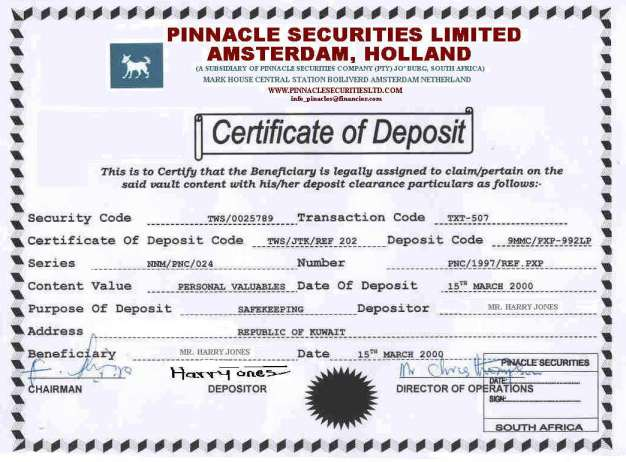 PINNACLE SECURITIES LIMITED
AMSTERDAM, HOLLAND
(A SUBSIDIARY OF PINNACLE SECURITIES COMPANY (PTY) JO'BURG, SOUTH AFRICA)
MARK HOUSE CENTRAL STATION BOILIVERD AMSTERDAM NETHERLAND
WWW.PINNACLESECURITIESLTD.COM
info_pinacles@financier.com
Certificate of Deposit
This is to Certify that the Beneficiary is legally assigned to claim/pertain on the
said vault content with his/her deposit clearance particulars as follows:-
Security Code TWS/0025789 Transaction Code TXT-507
Certificate Of Deposit Code TWS/JTK/REF 202 Deposit Code 9MMC/PXP-992LP
Series NNM/PNC/024 Number PNC/1997/REF.PXP
Content Value PERSONAL VALUABLES Date Of Deposit 15TH MARCH 2000
Purpose Of Deposit SAFEKEEPING Depositor MR. HARRY JONES
Address REPUBLIC OF KUWAIT
Beneficiary MR. HARRY JONES Date 15TH MARCH 2000
Harry ones
CHAIRMAN DEPOSITOR DIRECTOR OF OPERATIONS
PINACLE SECURITIES
DATE:
SIGN:
SOUTH AFRICA